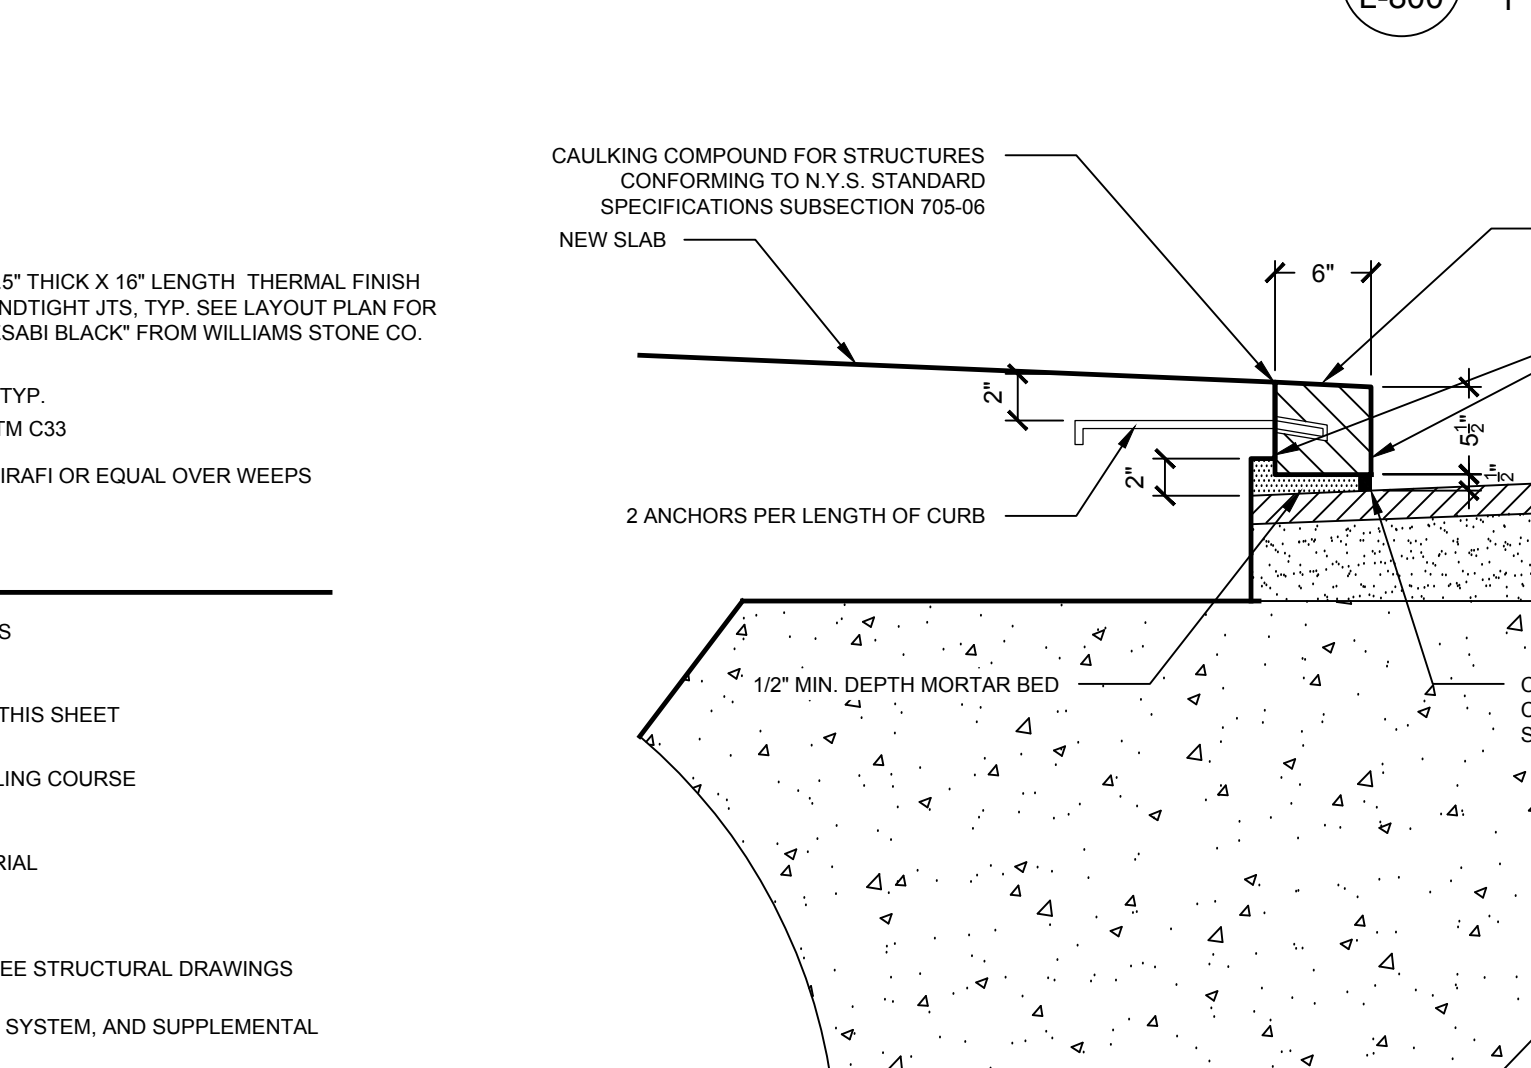 CAULKING COMPOUND FOR STRUCTURES
CONFORMING TO N.Y.S. STANDARD
SPECIFICATIONS SUBSECTION 705-06
NEW SLAB
6"
5" THICK X 16" LENGTH  THERMAL FINISH
NDTIGHT JTS, TYP. SEE LAYOUT PLAN FOR
SABI BLACK" FROM WILLIAMS STONE CO.
TYP.
TM C33
IRAFI OR EQUAL OVER WEEPS
2"
5 1/2"
2"
1/2"
2 ANCHORS PER LENGTH OF CURB
S
1/2" MIN. DEPTH MORTAR BED
THIS SHEET
LING COURSE
RIAL
EE STRUCTURAL DRAWINGS
SYSTEM, AND SUPPLEMENTAL